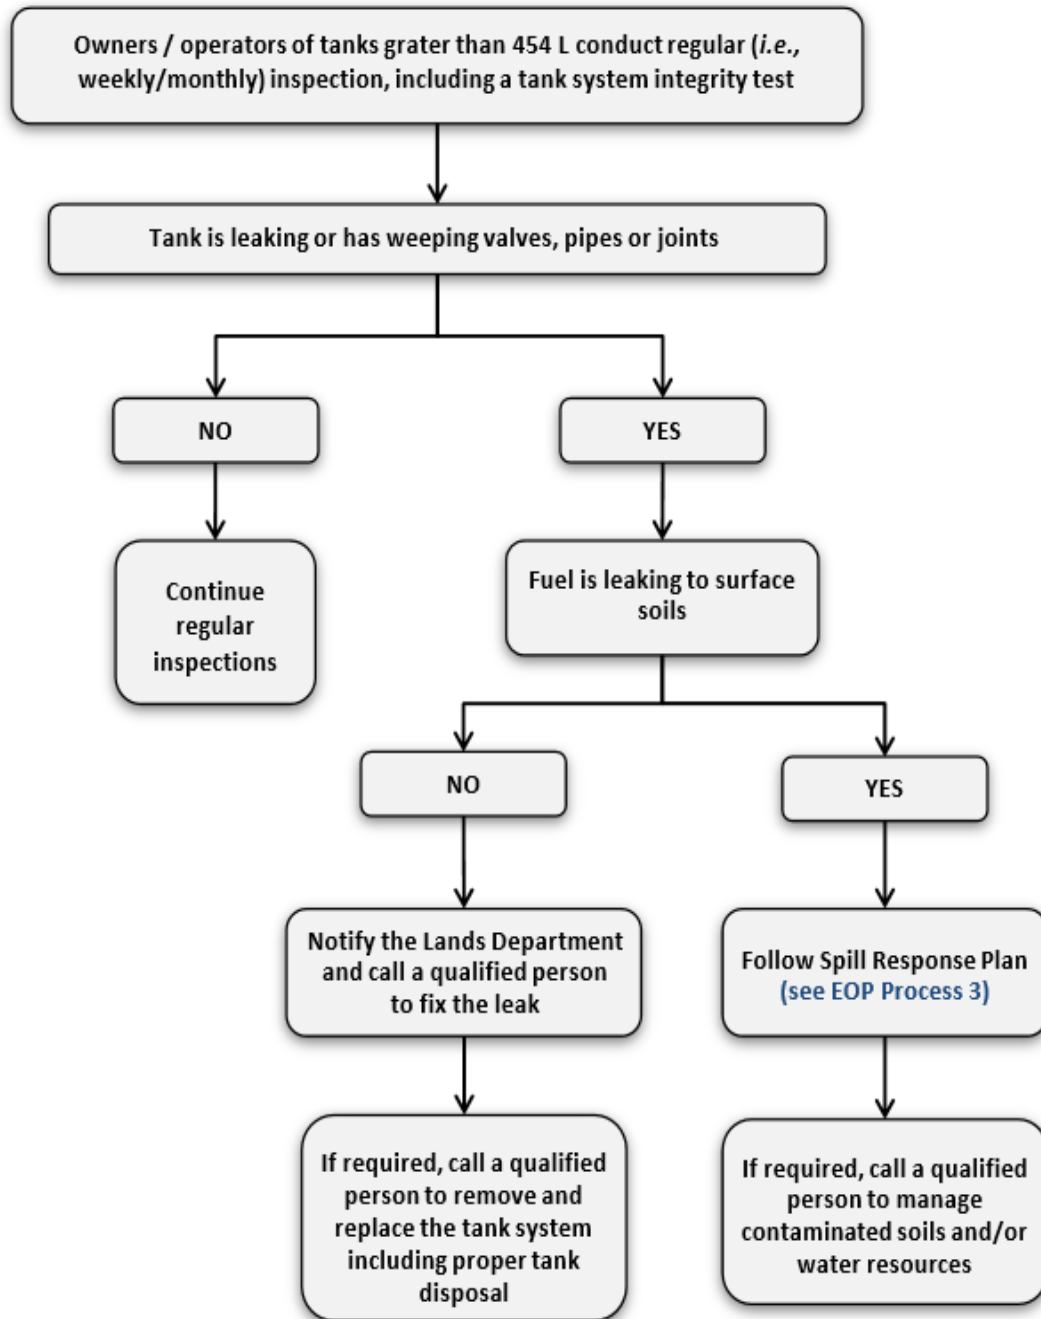 Owners / operators of tanks grater than 454 L conduct regular (i.e.,
weekly/monthly) inspection, including a tank system integrity test
Tank is leaking or has weeping valves, pipes or joints
NO
YES
Continue
regular
inspections
Fuel is leaking to surface
soils
NO
YES
Notify the Lands Department
and call a qualified person
to fix the leak
Follow Spill Response Plan
(see EOP Process 3)
If required, call a qualified
person to remove and
replace the tank system
including proper tank
disposal
If required, call a qualified
person to manage
contaminated soils and/or
water resources